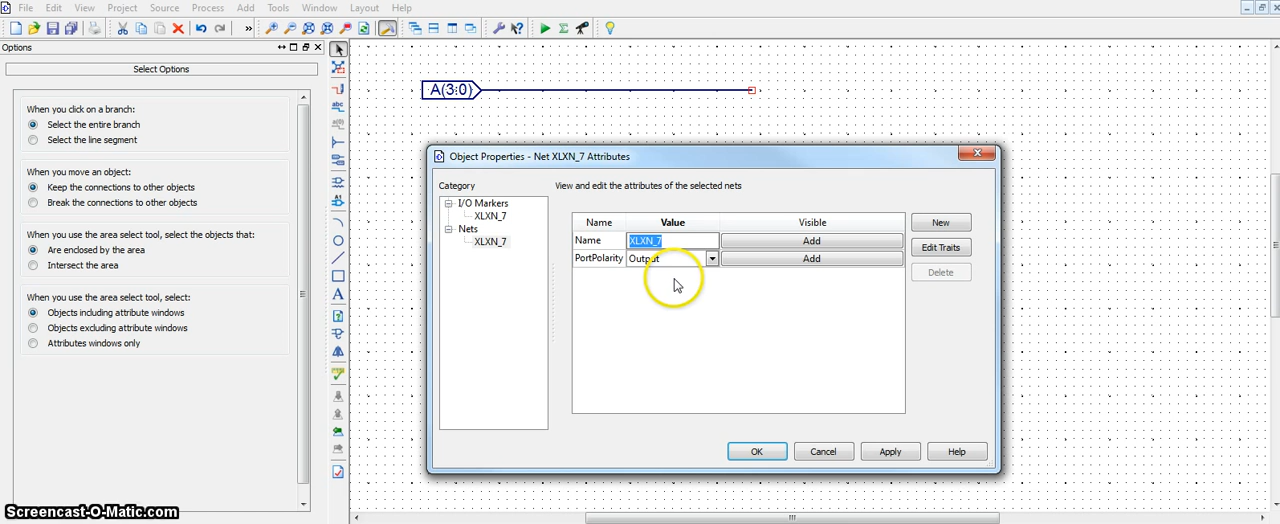 File Edit View Project Source Process Add Tools Window Layout Help
»
Options
Select Options
When you click on a branch:
Select the entire branch
Select the line segment
When you move an object:
Keep the connections to other objects
Break the connections to other objects
When you use the area select tool, select the objects that:
Are enclosed by the area
Intersect the area
When you use the area select tool, select:
Objects including attribute windows
Objects excluding attribute windows
Attributes windows only
abc
a(0)
A1
A
A(3:0)
Object Properties - Net XLXN_7 Attributes
Category
I/O Markers
XLXN_7
Nets
XLXN_7
View and edit the attributes of the selected nets
Name Value Visible
Name XLXN_7 Add
PortPolarity Output Add
New
Edit Traits
Delete
OK Cancel Apply Help
Screencast-O-Matic.com